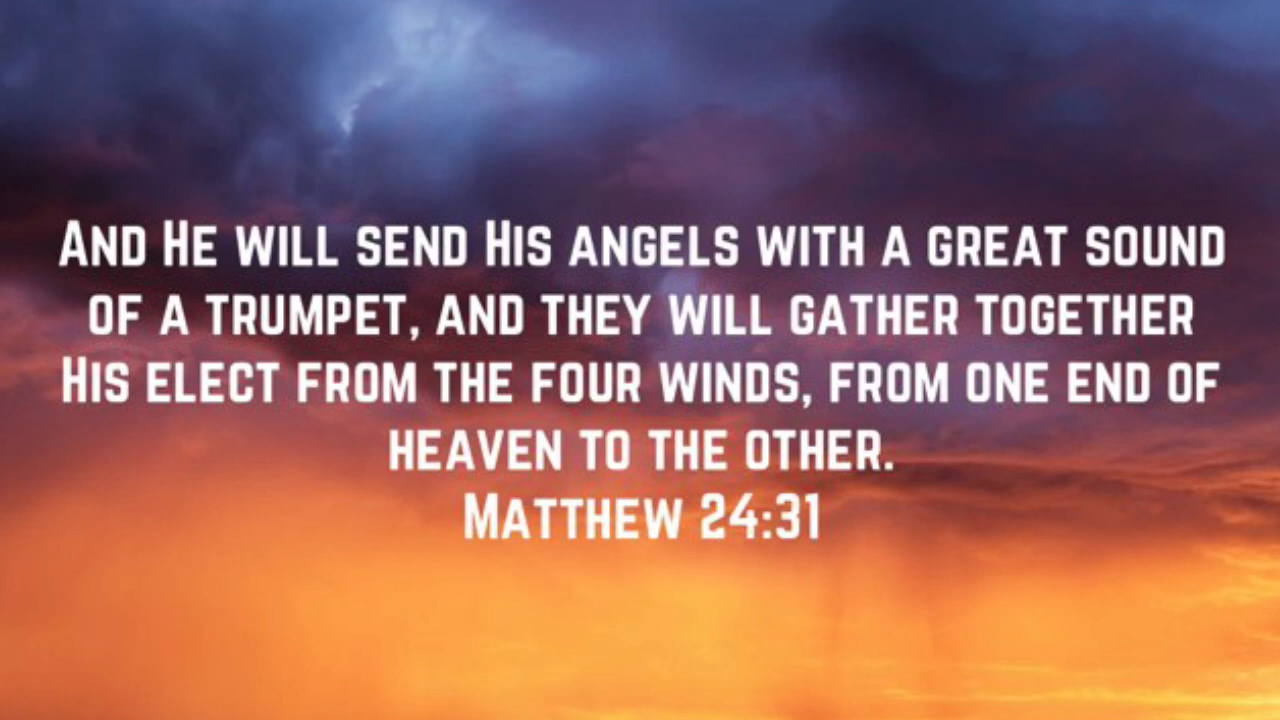 And He will send His angels with a great sound
of a trumpet, and they will gather together
His elect from the four winds, from one end of
heaven to the other.
Matthew 24:31